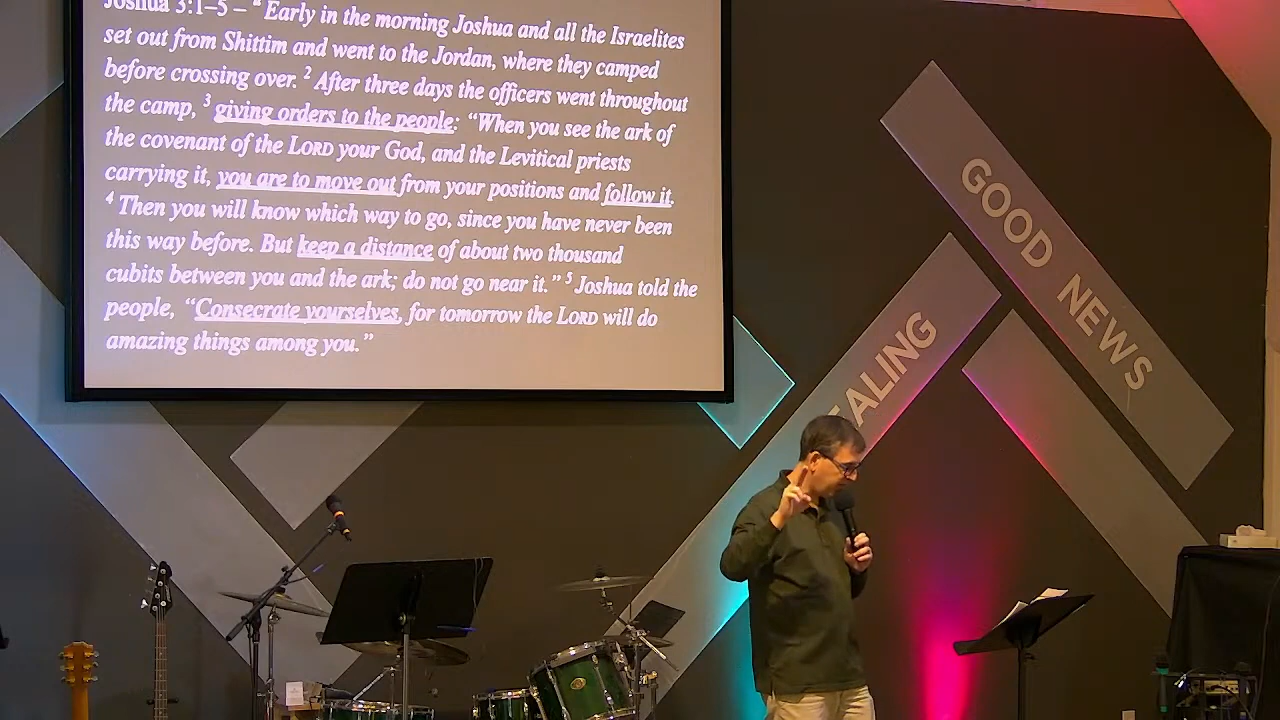 Joshua 3:1–5 – “ Early in the morning Joshua and all the Israelites
set out from Shittim and went to the Jordan, where they camped
before crossing over. 2 After three days the officers went throughout
the camp, 3 giving orders to the people: “When you see the ark of
the covenant of the LORD your God, and the Levitical priests
carrying it, you are to move out from your positions and follow it.
4 Then you will know which way to go, since you have never been
this way before. But keep a distance of about two thousand
cubits between you and the ark; do not go near it.” 5 Joshua told the
people, “Consecrate yourselves, for tomorrow the LORD will do
amazing things among you.”
GOOD NEWS
EALING